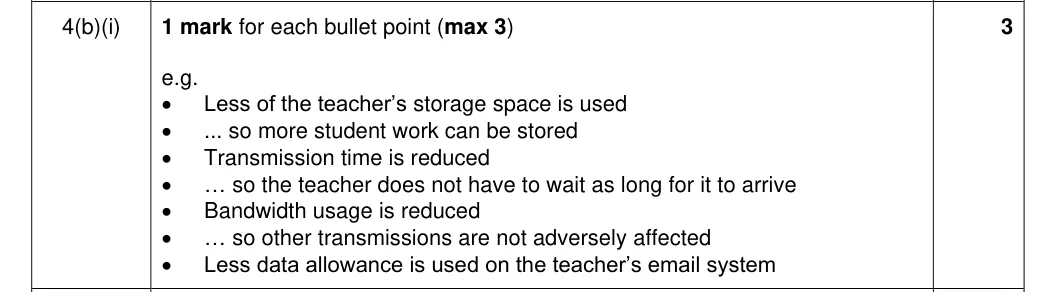 4(b)(i) 1 mark for each bullet point (max 3) 3
e.g.
• Less of the teacher’s storage space is used
• ... so more student work can be stored
• Transmission time is reduced
• … so the teacher does not have to wait as long for it to arrive
• Bandwidth usage is reduced
• … so other transmissions are not adversely affected
• Less data allowance is used on the teacher’s email system